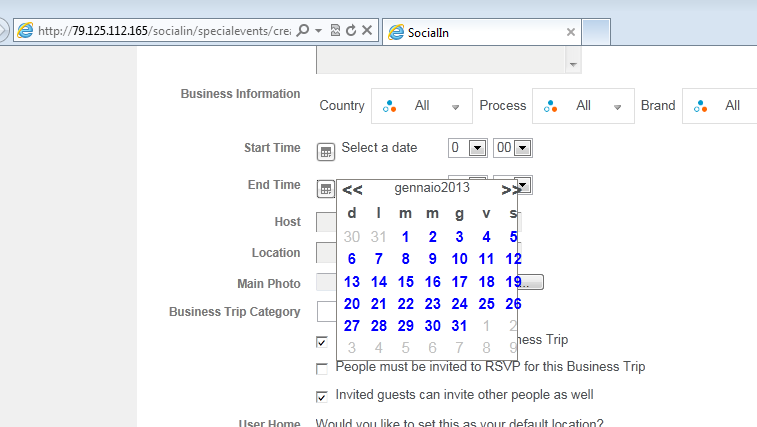 http://79.125.112.165/socialin/specialevents/crea
SocialIn
Business Information
Country All Process All Brand All
Start Time Select a date 0 00
End Time
<< gennaio2013 >>
d l m m g v s
30 31 1 2 3 4 5
6 7 8 9 10 11 12
13 14 15 16 17 18 19
20 21 22 23 24 25 26
27 28 29 30 31 1 2
3 4 5 6 7 8 9
Host
Location
Main Photo ...
Business Trip Category
ness Trip
People must be invited to RSVP for this Business Trip
Invited guests can invite other people as well
User Home Would you like to set this as your default location?